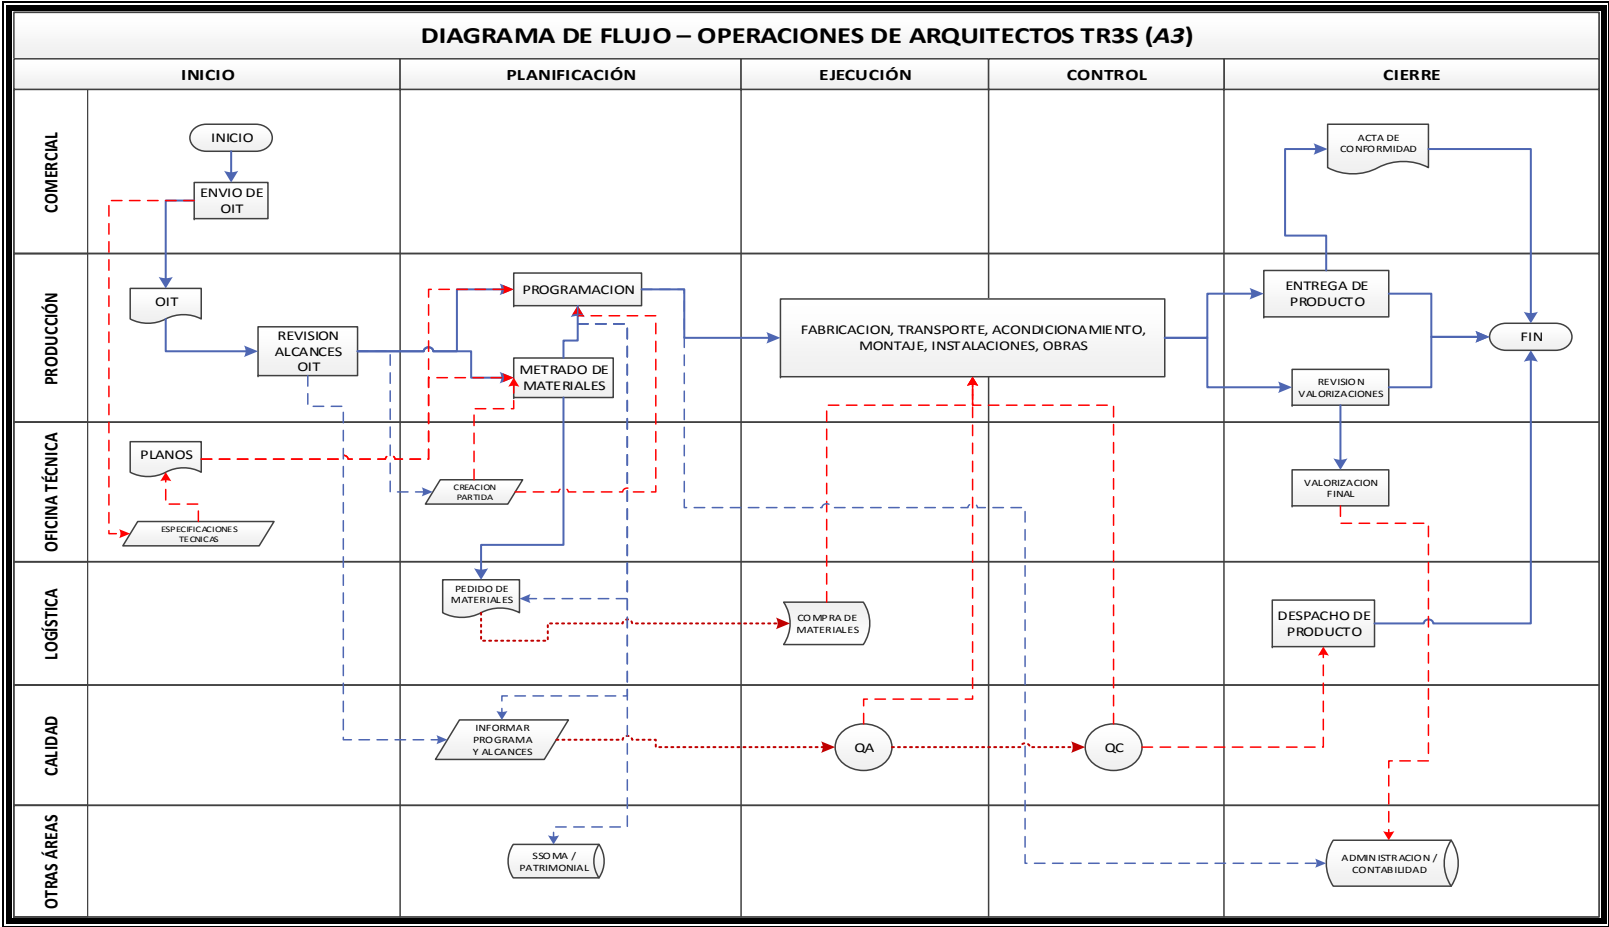 DIAGRAMA DE FLUJO – OPERACIONES DE ARQUITECTOS TR3S (A3)
INICIO
PLANIFICACIÓN
EJECUCIÓN
CONTROL
CIERRE
COMERCIAL
INICIO
ENVIO DE
OIT
ACTA DE
CONFORMIDAD
PRODUCCIÓN
OIT
REVISION
ALCANCES
OIT
PROGRAMACION
METRADO DE
MATERIALES
FABRICACION, TRANSPORTE, ACONDICIONAMIENTO,
MONTAJE, INSTALACIONES, OBRAS
ENTREGA DE
PRODUCTO
REVISION
VALORIZACIONES
FIN
OFICINA TÉCNICA
PLANOS
ESPECIFICACIONES
TECNICAS
CREACION
PARTIDA
VALORIZACION
FINAL
LOGÍSTICA
PEDIDO DE
MATERIALES
COMPRA DE
MATERIALES
DESPACHO DE
PRODUCTO
CALIDAD
INFORMAR
PROGRAMA
Y ALCANCES
QA
QC
OTRAS ÁREAS
SSOMA /
PATRIMONIAL
ADMINISTRACION /
CONTABILIDAD